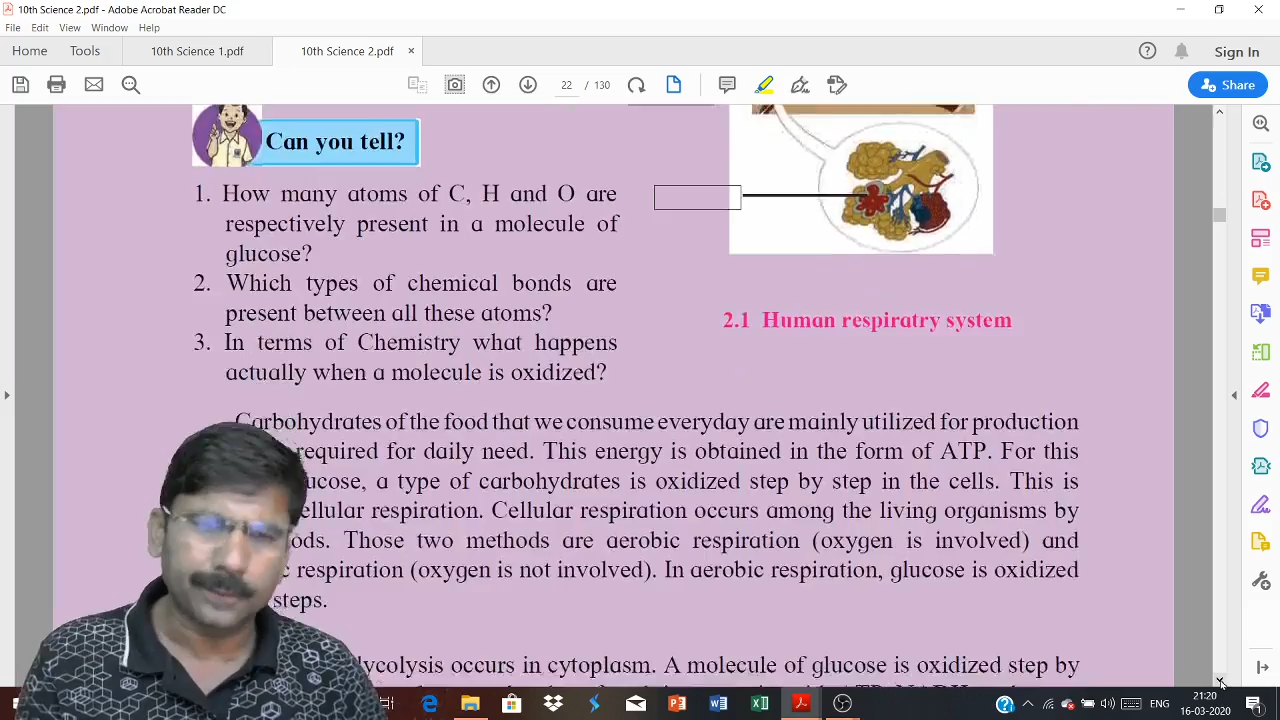 10th Science 2.pdf - Adobe Acrobat Reader DC
File Edit View Window Help
Home Tools 10th Science 1.pdf 10th Science 2.pdf × Sign In
22 / 130 Share
Can you tell?
1. How many atoms of C, H and O are
respectively present in a molecule of
glucose?
2. Which types of chemical bonds are
present between all these atoms?
3. In terms of Chemistry what happens
actually when a molecule is oxidized?
2.1 Human respiratry system
Carbohydrates of the food that we consume everyday are mainly utilized for production
required for daily need. This energy is obtained in the form of ATP. For this
a type of carbohydrates is oxidized step by step in the cells. This is
respiration. Cellular respiration occurs among the living organisms by
Those two methods are aerobic respiration (oxygen is involved) and
respiration (oxygen is not involved). In aerobic respiration, glucose is oxidized
steps.
occurs in cytoplasm. A molecule of glucose is oxidized step by
ENG
21:20
16-03-2020